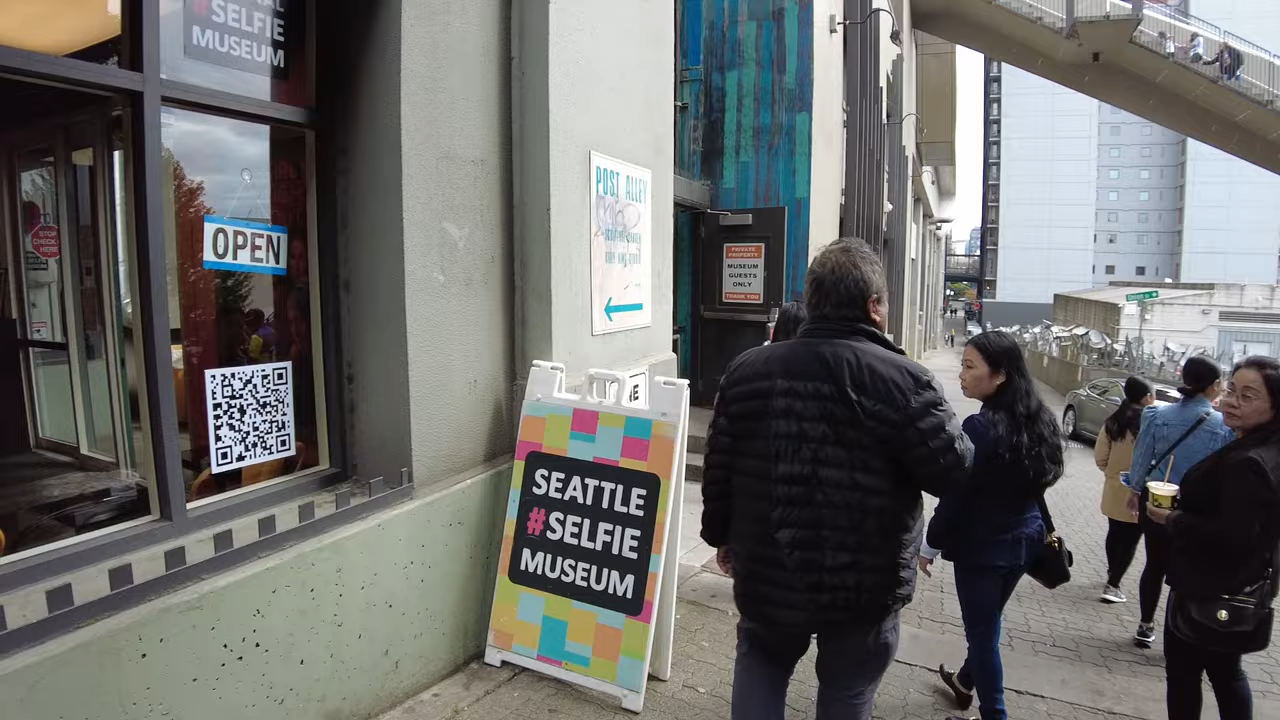 #SELFIE
MUSEUM
OPEN
STOP
CHECK
HERE
POST ALLEY
PRIVATE
PROPERTY
MUSEUM
GUESTS
ONLY
THANK YOU
SEATTLE
#SELFIE
MUSEUM